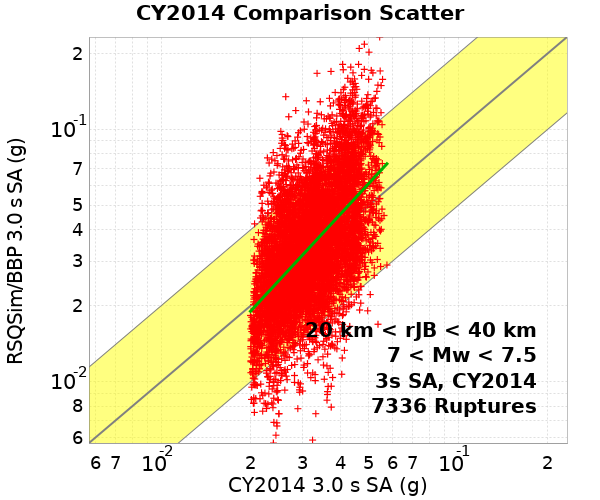 CY2014 Comparison Scatter
RSQSim/BBP 3.0 s SA (g)
2
10-1
7
5
4
3
2
10-2
8
6
20 km < rJB < 40 km
7 < Mw < 7.5
3s SA, CY2014
7336 Ruptures
6 7 10-2 2 3 4 5 6 7 10-1 2
CY2014 3.0 s SA (g)